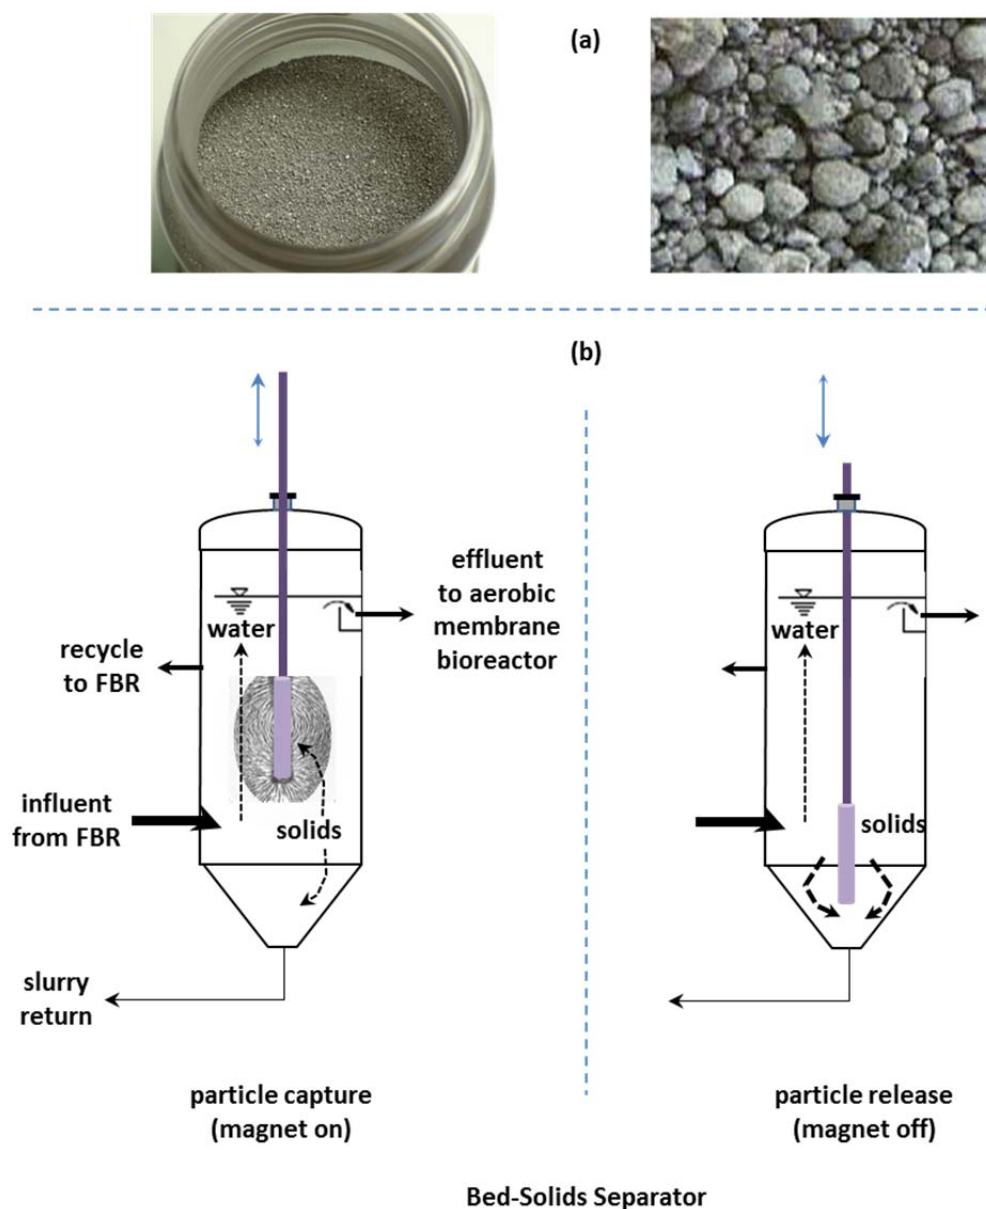 (a)
(b)
effluent
to aerobic
membrane
bioreactor
water
recycle
to FBR
influent
from FBR
solids
slurry
return
particle capture
(magnet on)
water
solids
particle release
(magnet off)
Bed-Solids Separator